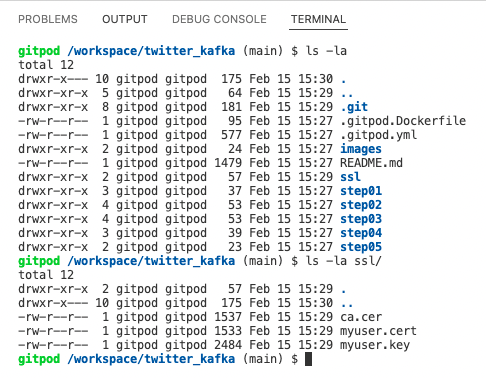 PROBLEMS OUTPUT DEBUG CONSOLE TERMINAL
gitpod /workspace/twitter_kafka (main) $ ls -la
total 12
drwxr-x--- 10 gitpod gitpod  175 Feb 15 15:30 .
drwxr-xr-x  5 gitpod gitpod   64 Feb 15 15:29 ..
drwxr-xr-x  8 gitpod gitpod  181 Feb 15 15:29 .git
-rw-r--r--  1 gitpod gitpod   95 Feb 15 15:27 .gitpod.Dockerfile
-rw-r--r--  1 gitpod gitpod  577 Feb 15 15:27 .gitpod.yml
drwxr-xr-x  2 gitpod gitpod   24 Feb 15 15:27 images
-rw-r--r--  1 gitpod gitpod 1479 Feb 15 15:27 README.md
drwxr-xr-x  2 gitpod gitpod   57 Feb 15 15:29 ssl
drwxr-xr-x  3 gitpod gitpod   37 Feb 15 15:27 step01
drwxr-xr-x  4 gitpod gitpod   53 Feb 15 15:27 step02
drwxr-xr-x  4 gitpod gitpod   53 Feb 15 15:27 step03
drwxr-xr-x  3 gitpod gitpod   39 Feb 15 15:27 step04
drwxr-xr-x  2 gitpod gitpod   23 Feb 15 15:27 step05
gitpod /workspace/twitter_kafka (main) $ ls -la ssl/
total 12
drwxr-xr-x  2 gitpod gitpod   57 Feb 15 15:29 .
drwxr-x--- 10 gitpod gitpod  175 Feb 15 15:30 ..
-rw-r--r--  1 gitpod gitpod 1537 Feb 15 15:29 ca.cer
-rw-r--r--  1 gitpod gitpod 1533 Feb 15 15:29 myuser.cert
-rw-r--r--  1 gitpod gitpod 2484 Feb 15 15:29 myuser.key
gitpod /workspace/twitter_kafka (main) $